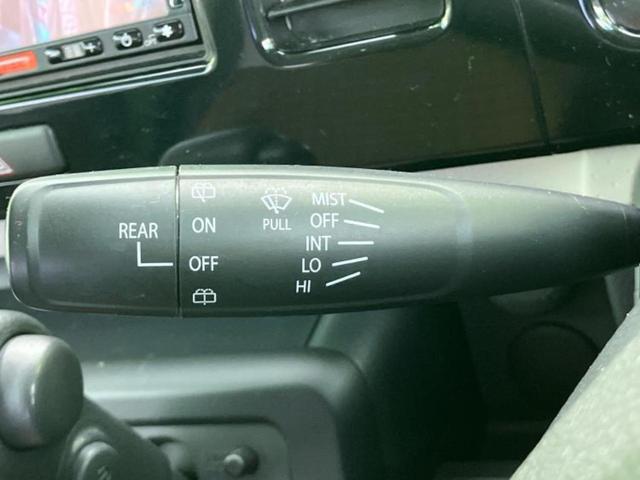 REAR
ON
OFF
PULL
MIST
OFF
INT
LO
HI